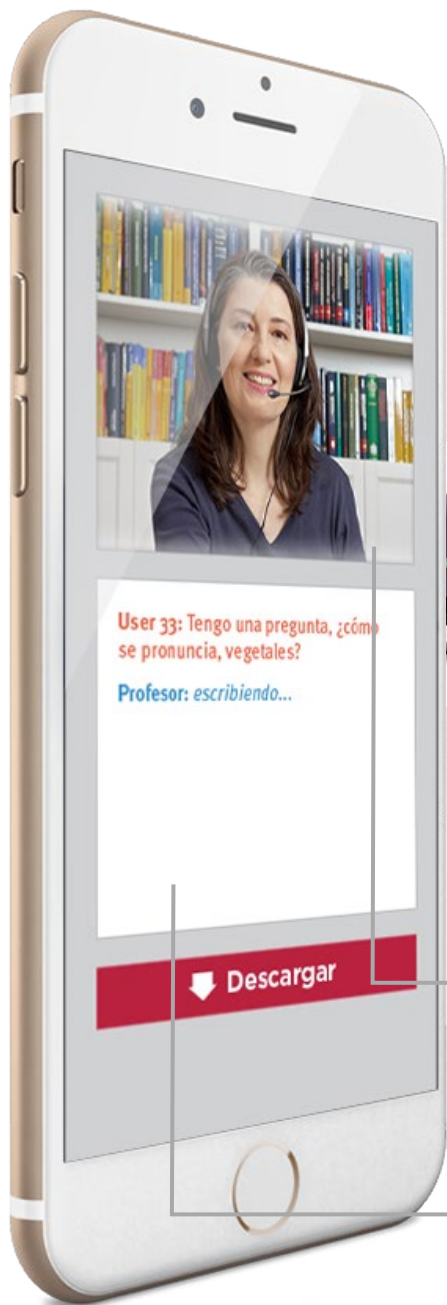 User 33: Tengo una pregunta, ¿cómo
se pronuncia, vegetales?
Profesor: escribiendo...
Descargar